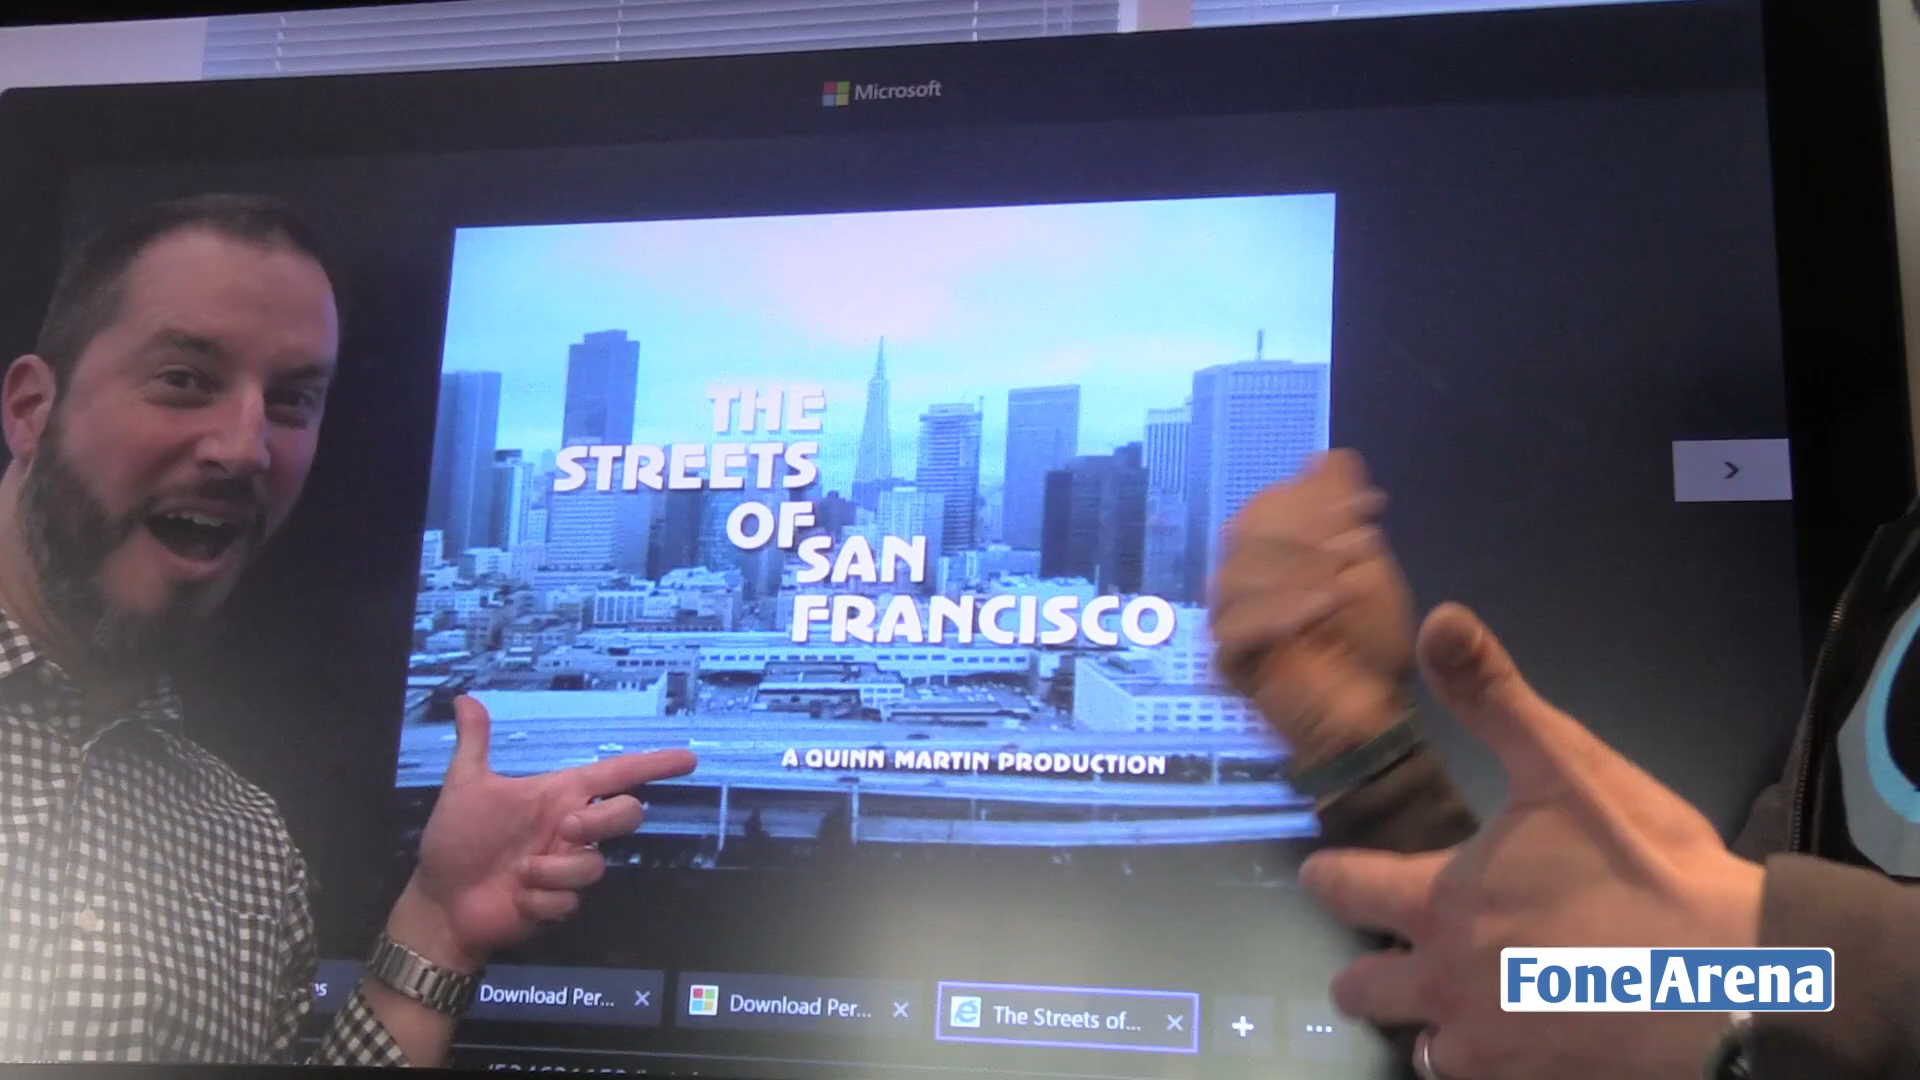 Microsoft
THE
STREETS
OF
SAN
FRANCISCO
A QUINN MARTIN PRODUCTION
Download Per...
Download Per...
The Streets of...
FoneArena